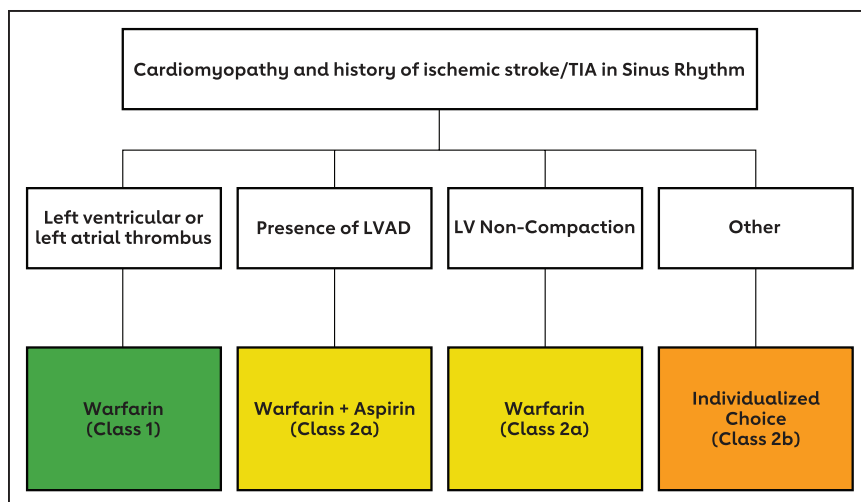 Cardiomyopathy and history of ischemic stroke/TIA in Sinus Rhythm
Left ventricular or
left atrial thrombus
Presence of LVAD
LV Non-Compaction
Other
Warfarin
(Class 1)
Warfarin + Aspirin
(Class 2a)
Warfarin
(Class 2a)
Individualized
Choice
(Class 2b)